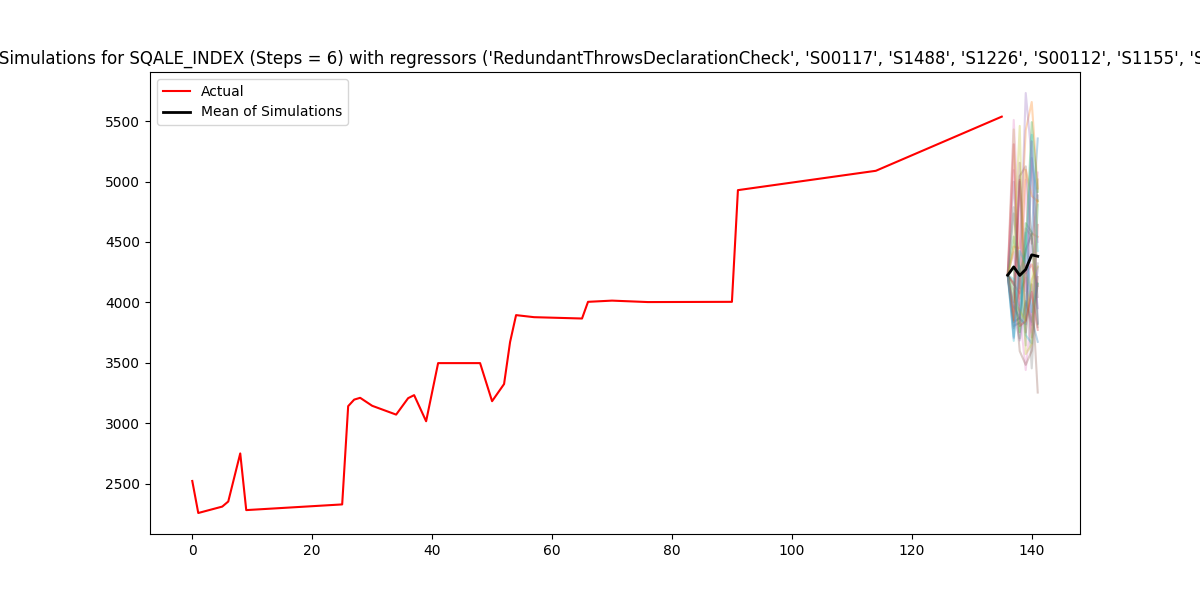 Simulations for SQALE_INDEX (Steps = 6) with regressors ('RedundantThrowsDeclarationCheck', 'S00117', 'S1488', 'S1226', 'S00112', 'S1155', 'S
Actual
Mean of Simulations
5500
5000
4500
4000
3500
3000
2500
0 20 40 60 80 100 120 140